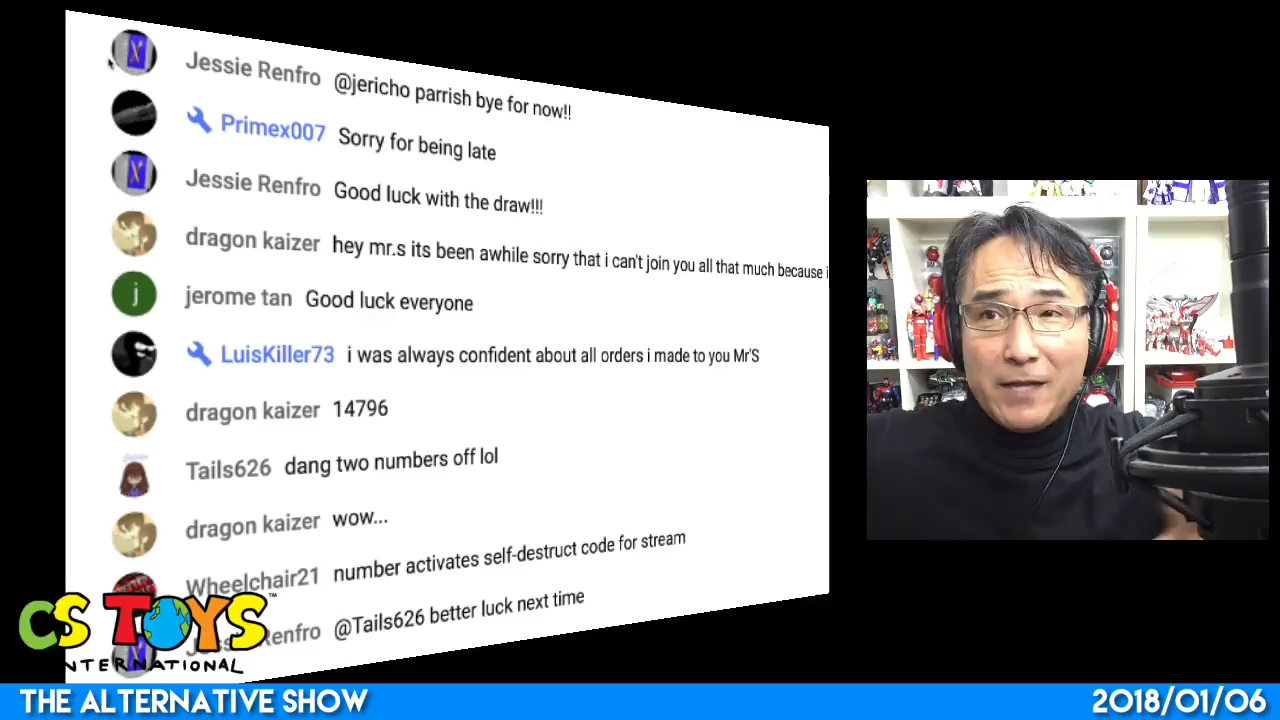 Jessie Renfro @jericho parrish bye for now!!
Primex007 Sorry for being late
Jessie Renfro Good luck with the draw!!!
dragon kaizer hey mr.s its been awhile sorry that i can't join you all that much because i
j
jerome tan Good luck everyone
LuisKiller73 i was always confident about all orders i made to you Mr'S
dragon kaizer 14796
Tails626 dang two numbers off lol
dragon kaizer wow...
Wheelchair21 number activates self-destruct code for stream
Renfro @Tails626 better luck next time
CS TOYS™
INTERNATIONAL
THE ALTERNATIVE SHOW
2018/01/06